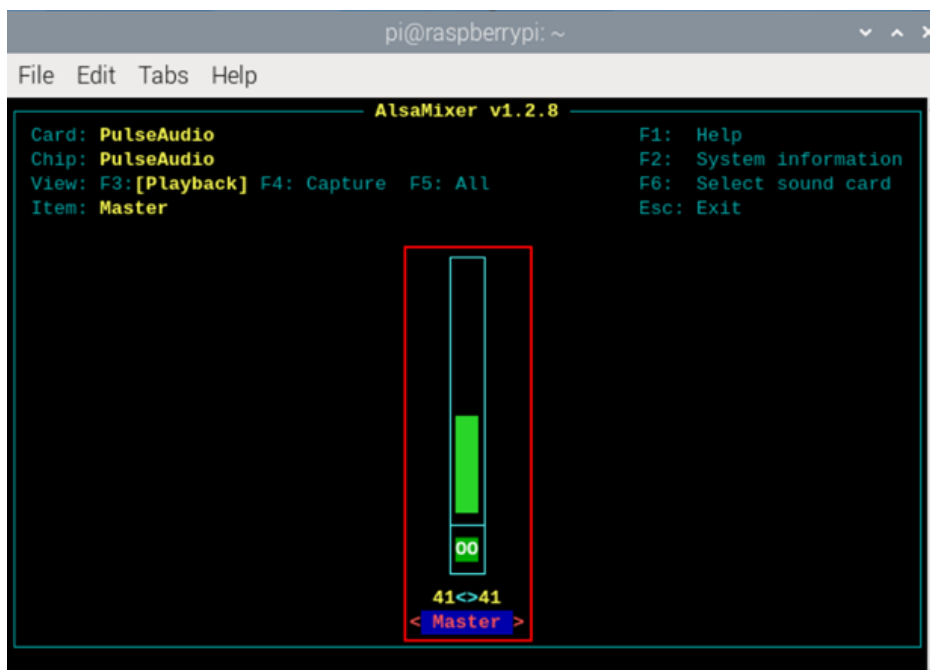 pi@raspberrypi: ~
File Edit Tabs Help
AlsaMixer v1.2.8
Card: PulseAudio F1: Help
Chip: PulseAudio F2: System information
View: F3:[Playback] F4: Capture F5: All F6: Select sound card
Item: Master Esc: Exit
OO
41<>41
< Master >